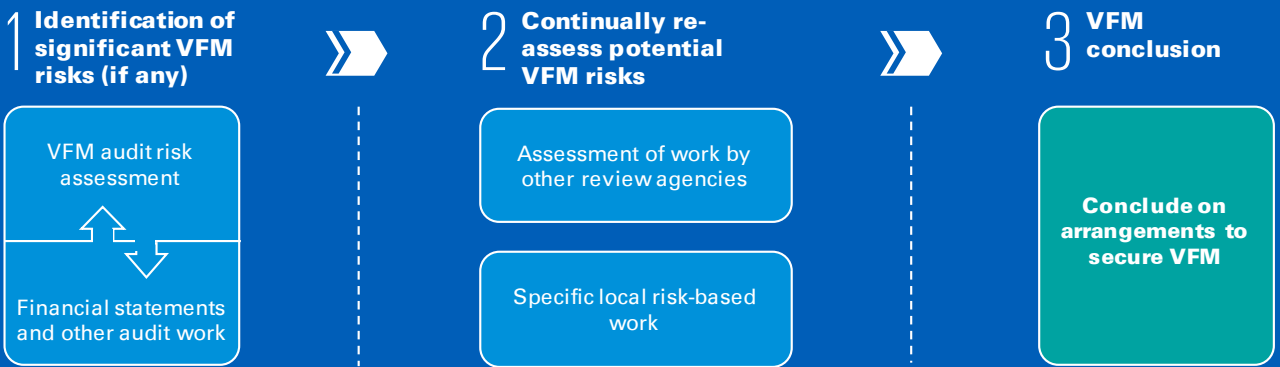 1 Identification of
significant VFM
risks (if any)
2 Continually re-
assess potential
VFM risks
3 VFM
conclusion
VFM audit risk
assessment
Financial statements
and other audit work
Assessment of work by
other review agencies
Specific local risk-based
work
Conclude on
arrangements to
secure VFM